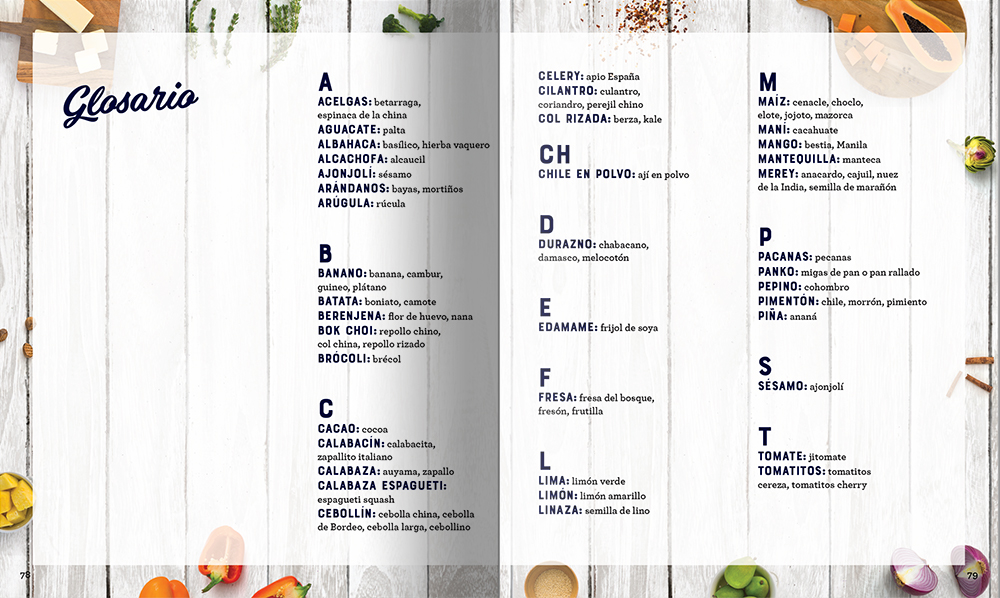 Glosario
A
ACELGAS: betarraga,
espinaca de la china
AGUACATE: palta
ALBAHACA: basílico, hierba vaquero
ALCACHOFA: alcaucil
AJONJOLÍ: sésamo
ARÁNDANOS: bayas, mortiños
ARÚGULA: rúcula
B
BANANO: banana, cambur,
guineo, plátano
BATATA: boniato, camote
BERENJENA: flor de huevo, nana
BOK CHOI: repollo chino,
col china, repollo rizado
BRÓCOLI: brécol
C
CACAO: cocoa
CALABACÍN: calabacita,
zapallito italiano
CALABAZA: auyama, zapallo
CALABAZA ESPAGUETI:
espagueti squash
CEBOLLÍN: cebolla china, cebolla
de Bordeo, cebolla larga, cebollino
78
CELERY: apio España
CILANTRO: culantro,
coriandro, perejil chino
COL RIZADA: berza, kale
CH
CHILE EN POLVO: ají en polvo
D
DURAZNO: chabacano,
damasco, melocotón
E
EDAMAME: frijol de soya
F
FRESA: fresa del bosque,
fresón, frutilla
L
LIMA: limón verde
LIMÓN: limón amarillo
LINAZA: semilla de lino
M
MAÍZ: cenacle, choclo,
elote, jojoto, mazorca
MANÍ: cacahuate
MANGO: bestia, Manila
MANTEQUILLA: manteca
MEREY: anacardo, cajuil, nuez
de la India, semilla de marañón
P
PACANAS: pecanas
PANKO: migas de pan o pan rallado
PEPINO: cohombro
PIMENTÓN: chile, morrón, pimiento
PIÑA: ananá
S
SÉSAMO: ajonjolí
T
TOMATE: jitomate
TOMATITOS: tomatitos
cereza, tomatitos cherry
79